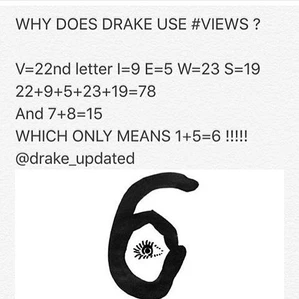 WHY DOES DRAKE USE #VIEWS ?
V=22nd letter I=9 E=5 W=23 S=19
22+9+5+23+19=78
And 7+8=15
WHICH ONLY MEANS 1+5=6 !!!!!
@drake_updated
6